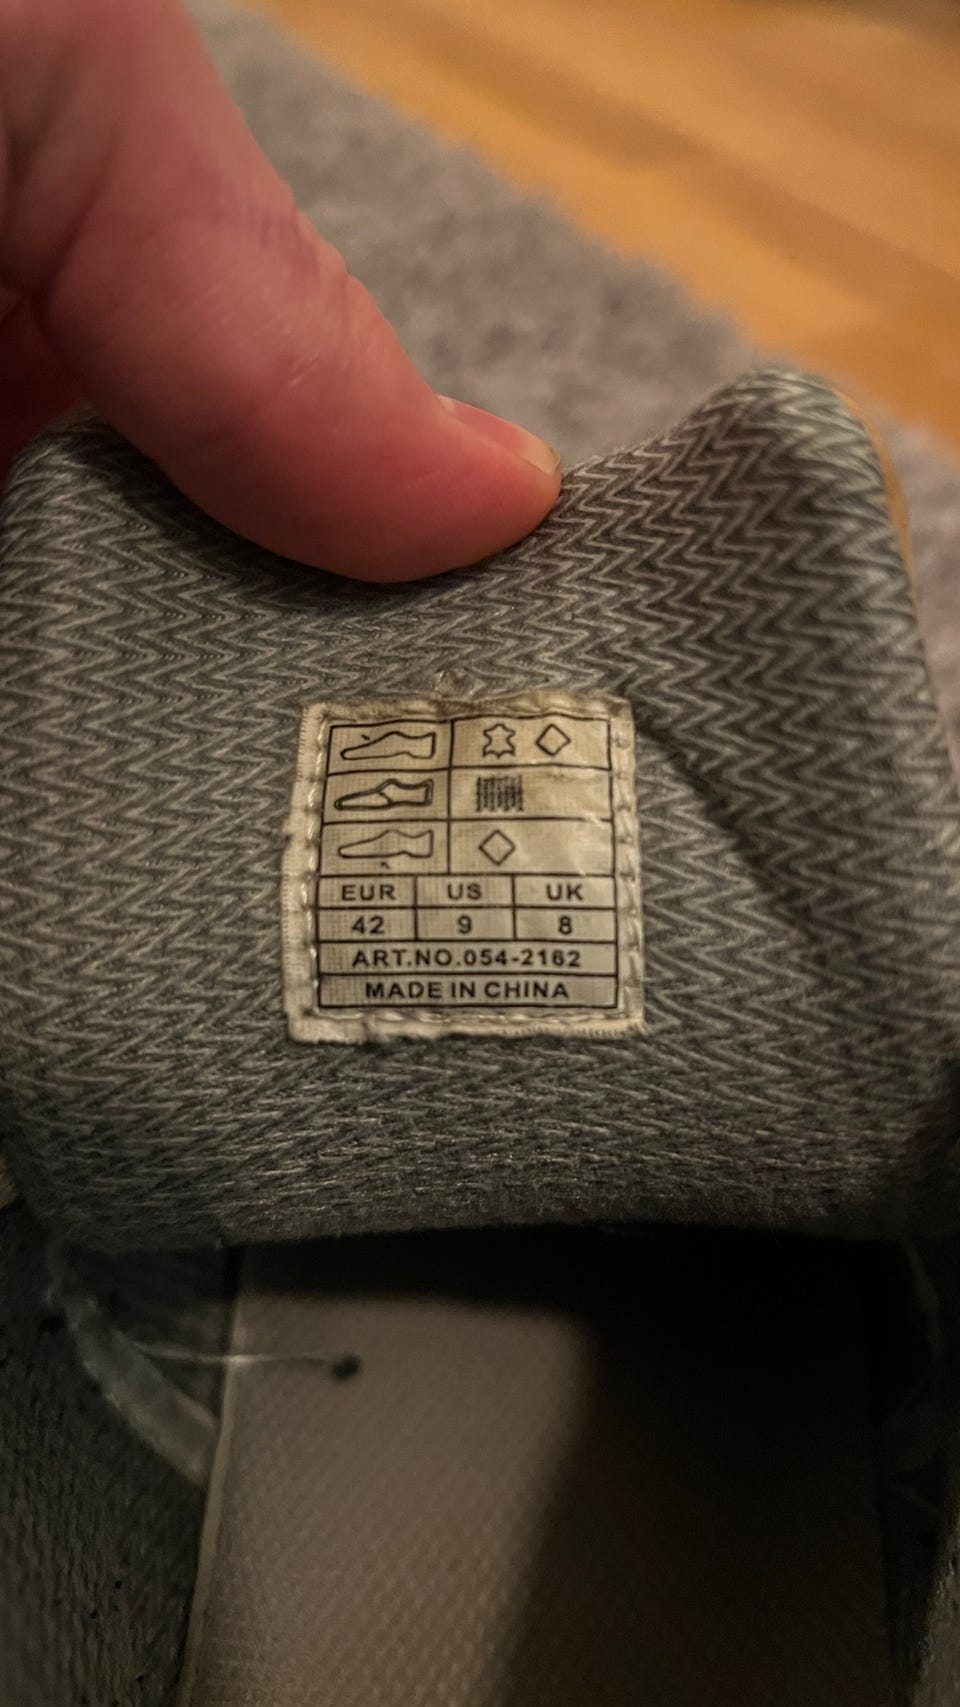 EUR US UK
42 9 8
ART.NO.054-2162
MADE IN CHINA